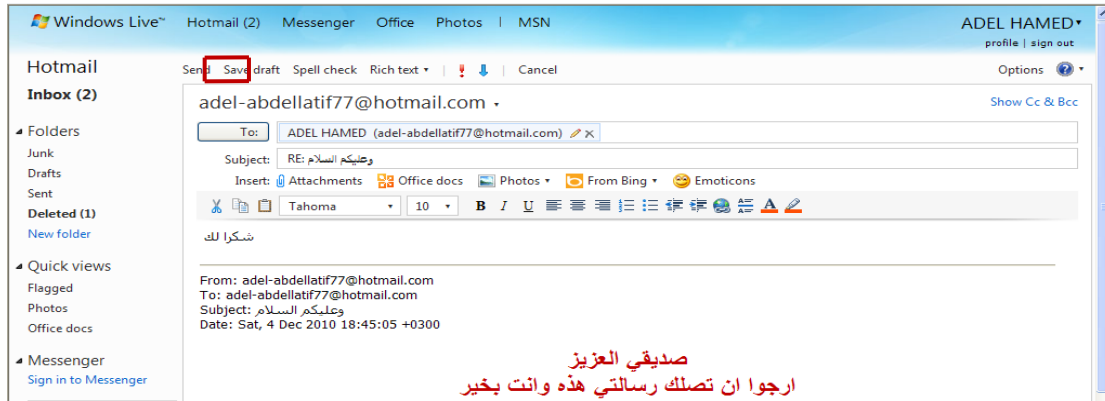 Windows Live™ Hotmail (2) Messenger Office Photos | MSN ADEL HAMED
profile | sign out
Hotmail
Send Save draft Spell check Rich text | Cancel Options
Inbox (2)
adel-abdellatif77@hotmail.com
Show Cc & Bcc
To: ADEL HAMED (adel-abdellatif77@hotmail.com)
Subject: RE: وعليكم السلام
Insert: Attachments Office docs Photos From Bing Emoticons
Tahoma 10 B I U A
Folders
Junk
Drafts
Sent
Deleted (1)
New folder
Quick views
Flagged
Photos
Office docs
Messenger
Sign in to Messenger
شكرا لك
From: adel-abdellatif77@hotmail.com
To: adel-abdellatif77@hotmail.com
Subject: وعليكم السلام
Date: Sat, 4 Dec 2010 18:45:05 +0300
صديقي العزيز
ارجوا ان تصلك رسالتي هذه وانت بخير